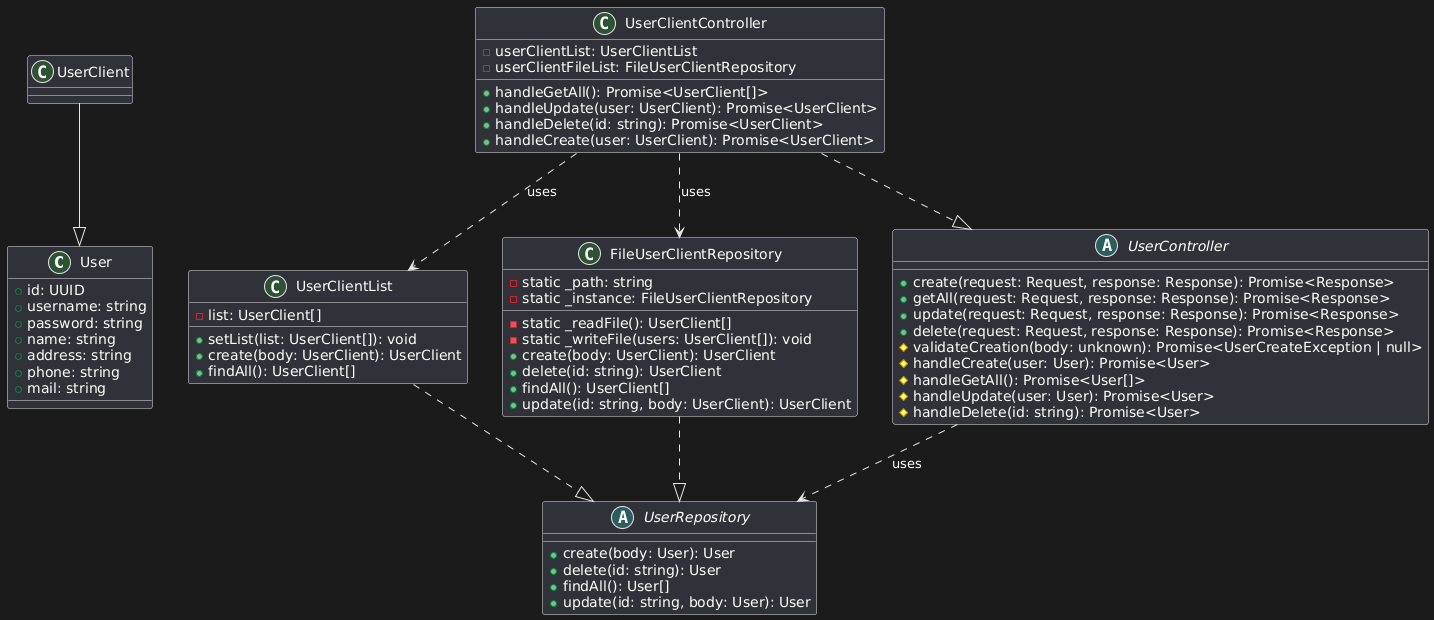 C UserClientController
userClientList: UserClientList
userClientFileList: FileUserClientRepository
handleGetAll(): Promise<UserClient[]>
handleUpdate(user: UserClient): Promise<UserClient>
handleDelete(id: string): Promise<UserClient>
handleCreate(user: UserClient): Promise<UserClient>
C UserClient
uses
uses
C User
id: UUID
username: string
password: string
name: string
address: string
phone: string
mail: string
C UserClientList
list: UserClient[]
setList(list: UserClient[]): void
create(body: UserClient): UserClient
findAll(): UserClient[]
C FileUserClientRepository
static _path: string
static _instance: FileUserClientRepository
static _readFile(): UserClient[]
static _writeFile(users: UserClient[]): void
create(body: UserClient): UserClient
delete(id: string): UserClient
findAll(): UserClient[]
update(id: string, body: UserClient): UserClient
A UserController
create(request: Request, response: Response): Promise<Response>
getAll(request: Request, response: Response): Promise<Response>
update(request: Request, response: Response): Promise<Response>
delete(request: Request, response: Response): Promise<Response>
validateCreation(body: unknown): Promise<UserCreateException | null>
handleCreate(user: User): Promise<User>
handleGetAll(): Promise<User[]>
handleUpdate(user: User): Promise<User>
handleDelete(id: string): Promise<User>
uses
A UserRepository
create(body: User): User
delete(id: string): User
findAll(): User[]
update(id: string, body: User): User